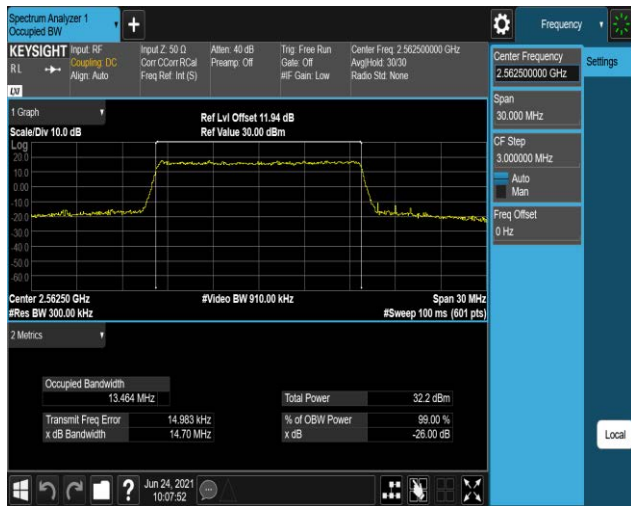 Spectrum Analyzer 1
Occupied BW
+
Frequency
KEYSIGHT
RL
LXI
Input: RF
Coupling: DC
Align: Auto
Input Z: 50 Ω
Corr CCorr RCal
Freq Ref: Int (S)
Atten: 40 dB
Preamp: Off
Trig: Free Run
Gate: Off
#IF Gain: Low
Center Freq: 2.562500000 GHz
Avg|Hold: 30/30
Radio Std: None
Center Frequency
2.562500000 GHz
Settings
Span
30.000 MHz
CF Step
3.000000 MHz
Auto
Man
Freq Offset
0 Hz
1 Graph
Scale/Div 10.0 dB
Ref Lvl Offset 11.94 dB
Ref Value 30.00 dBm
Log
20.0
10.0
0.00
-10.0
-20.0
-30.0
-40.0
-50.0
-60.0
Center 2.56250 GHz
#Res BW 300.00 kHz
#Video BW 910.00 kHz
Span 30 MHz
#Sweep 100 ms (601 pts)
2 Metrics
Occupied Bandwidth
13.464 MHz
Total Power 32.2 dBm
Transmit Freq Error 14.983 kHz
% of OBW Power 99.00 %
x dB Bandwidth 14.70 MHz
x dB -26.00 dB
Local
?
Jun 24, 2021
10:07:52